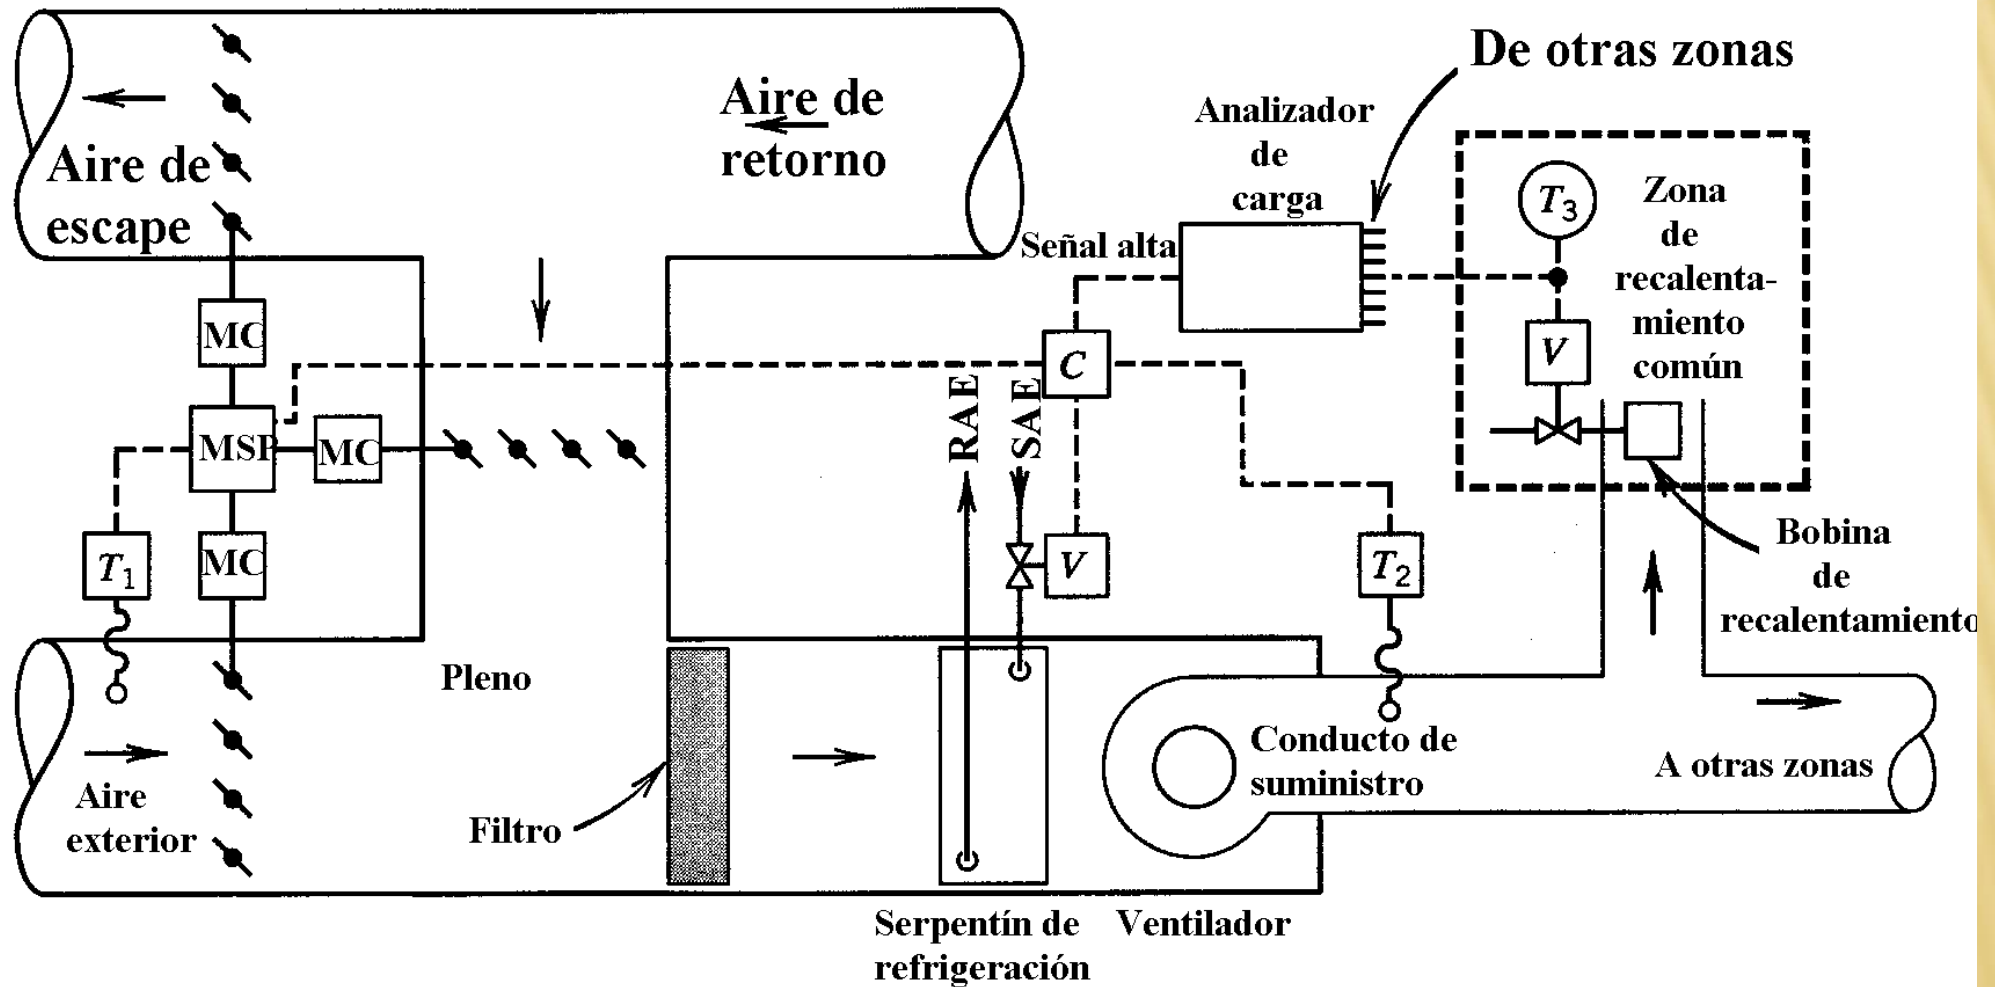 De otras zonas
Aire de
retorno
Analizador
de
carga
Aire de
escape
Señal alta
T3
Zona
de
recalenta-
miento
común
MC
C
V
RAE
SAE
MSP
MC
MC
T1
V
T2
Bobina
de
recalentamiento
Pleno
Conducto de
suministro
A otras zonas
Aire
exterior
Filtro
Serpentín de
refrigeración
Ventilador